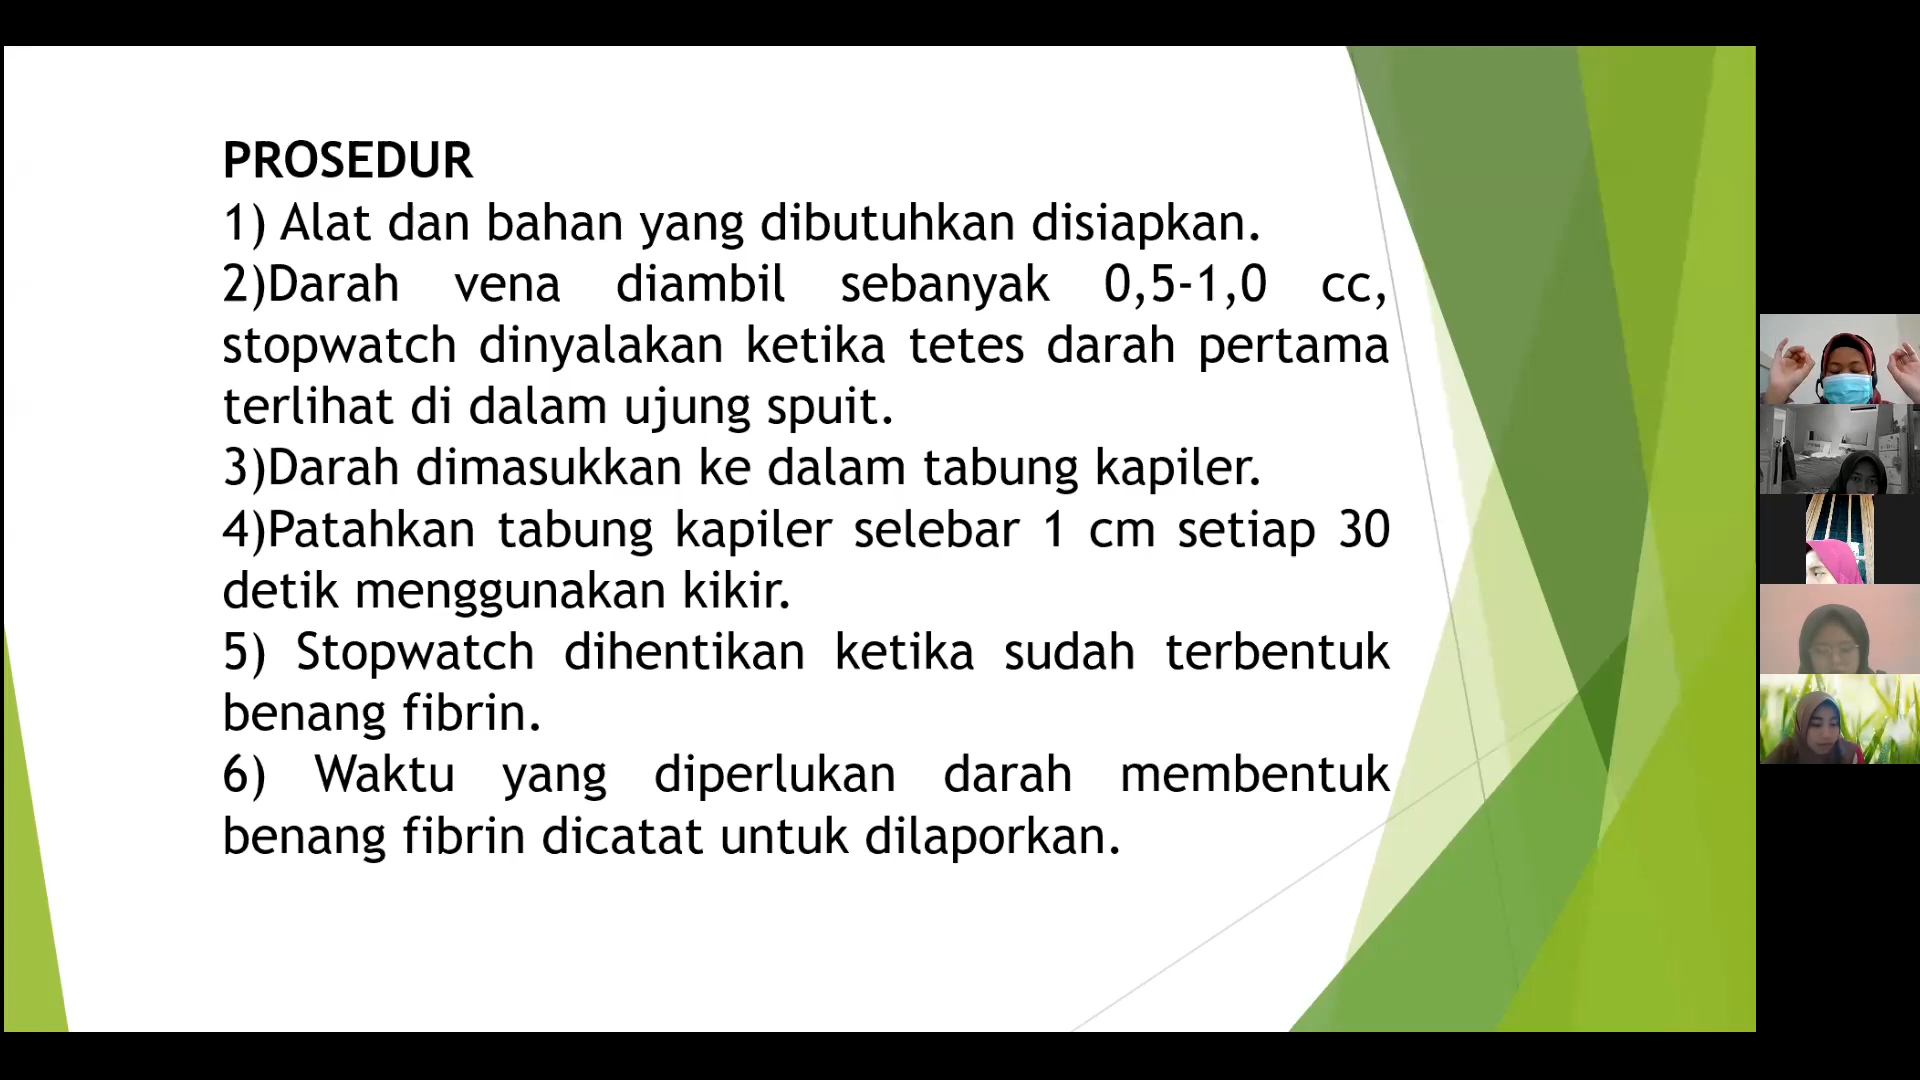 PROSEDUR
1) Alat dan bahan yang dibutuhkan disiapkan.
2)Darah vena diambil sebanyak 0,5-1,0 cc,
stopwatch dinyalakan ketika tetes darah pertama
terlihat di dalam ujung spuit.
3)Darah dimasukkan ke dalam tabung kapiler.
4)Patahkan tabung kapiler selebar 1 cm setiap 30
detik menggunakan kikir.
5) Stopwatch dihentikan ketika sudah terbentuk
benang fibrin.
6) Waktu yang diperlukan darah membentuk
benang fibrin dicatat untuk dilaporkan.